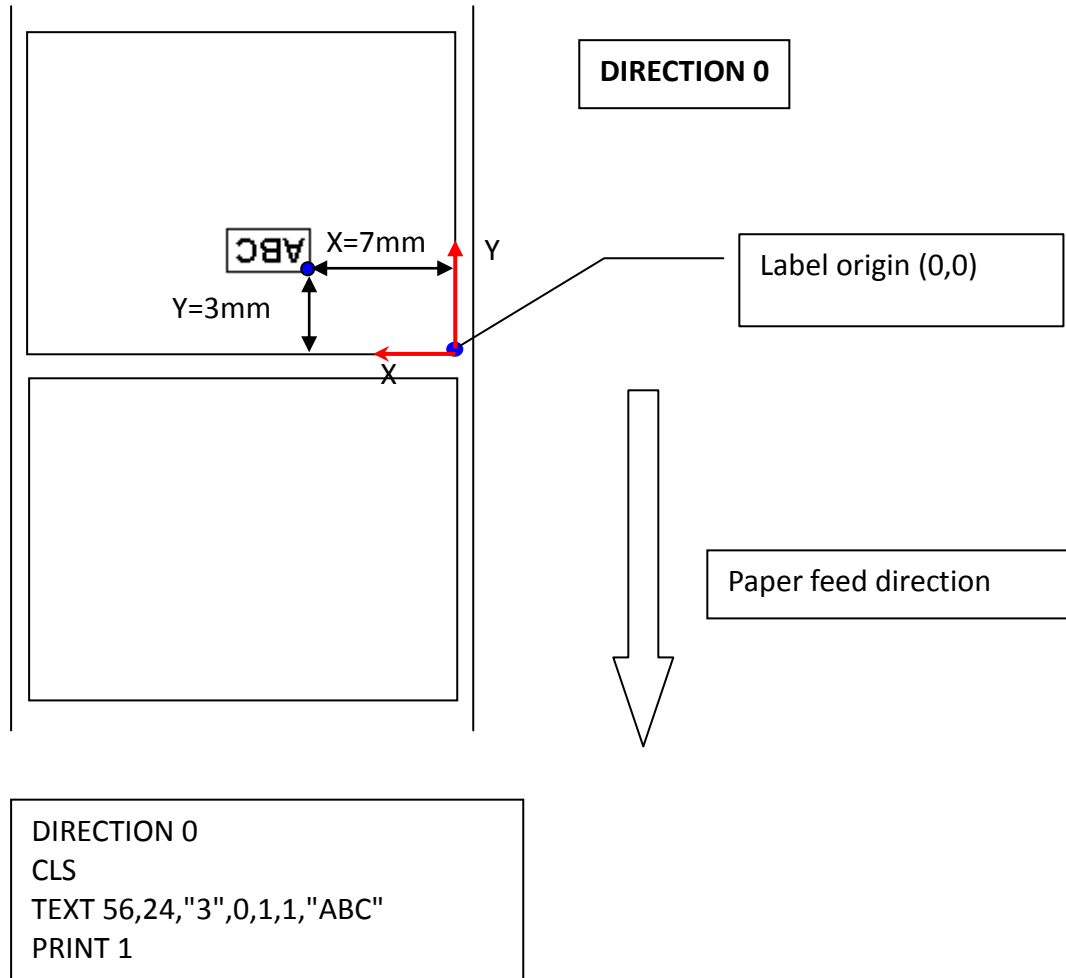 DIRECTION 0
ABC
X=7mm
Y
Y=3mm
Label origin (0,0)
X
Paper feed direction
DIRECTION 0
CLS
TEXT 56,24,"3",0,1,1,"ABC"
PRINT 1